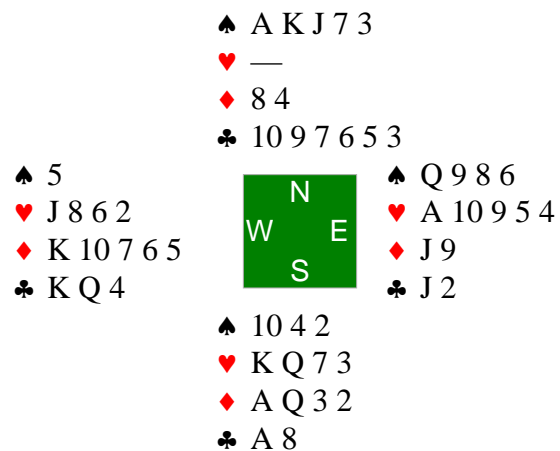 ♠ A K J 7 3
♥ —
♦ 8 4
♣ 10 9 7 6 5 3
♠ 5
♥ J 8 6 2
♦ K 10 7 6 5
♣ K Q 4
N
W E
S
♠ Q 9 8 6
♥ A 10 9 5 4
♦ J 9
♣ J 2
♠ 10 4 2
♥ K Q 7 3
♦ A Q 3 2
♣ A 8